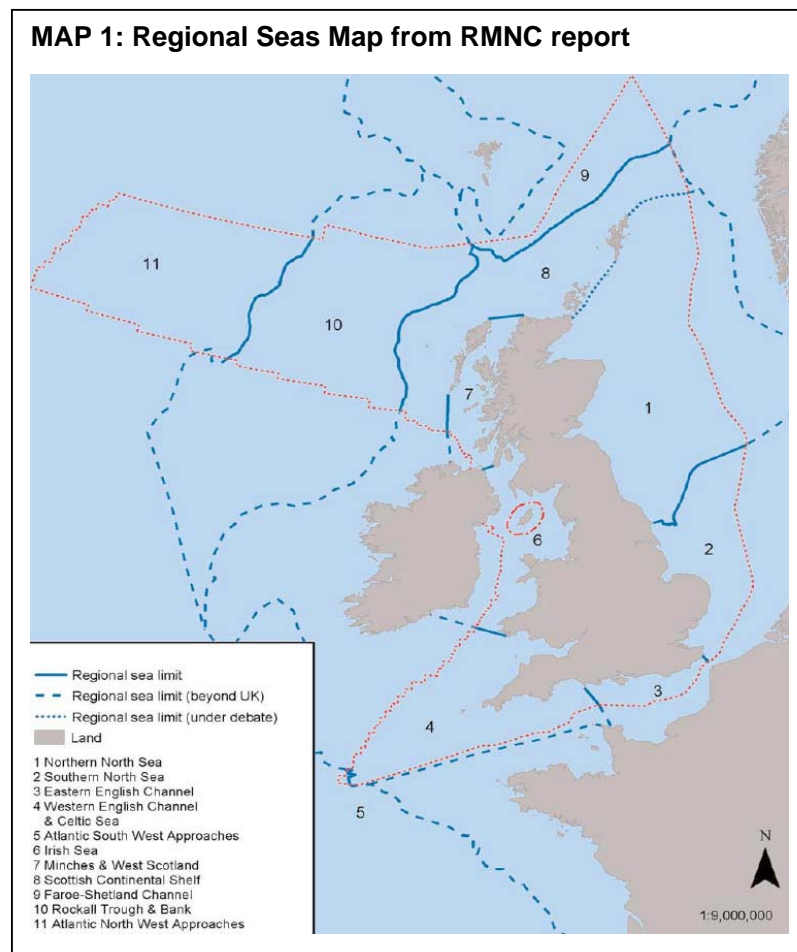 MAP 1: Regional Seas Map from RMNC report
9
11
8
10
7
1
6
2
3
4
5
Regional sea limit
Regional sea limit (beyond UK)
Regional sea limit (under debate)
Land
1 Northern North Sea
2 Southern North Sea
3 Eastern English Channel
4 Western English Channel
& Celtic Sea
5 Atlantic South West Approaches
6 Irish Sea
7 Minches & West Scotland
8 Scottish Continental Shelf
9 Faroe-Shetland Channel
10 Rockall Trough & Bank
11 Atlantic North West Approaches
N
1:9,000,000